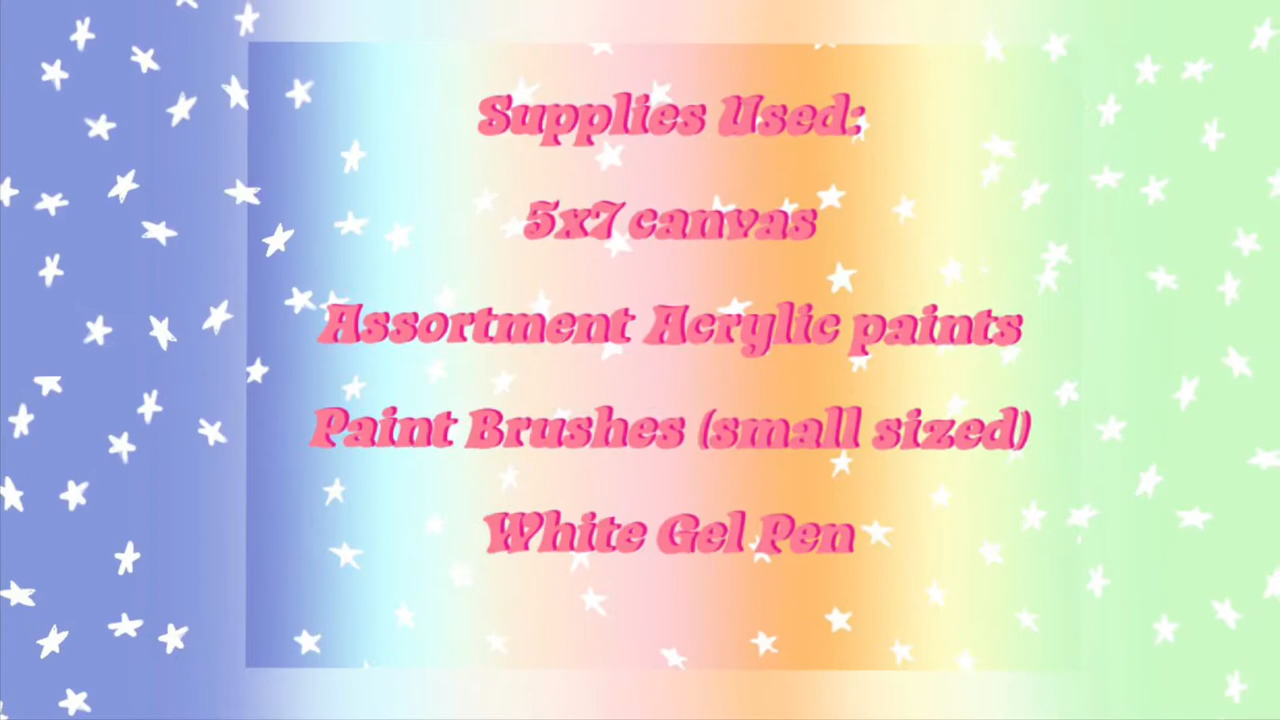 Supplies Used:
5x7 canvas
Assortment Acrylic paints
Paint Brushes (small sized)
White Gel Pen